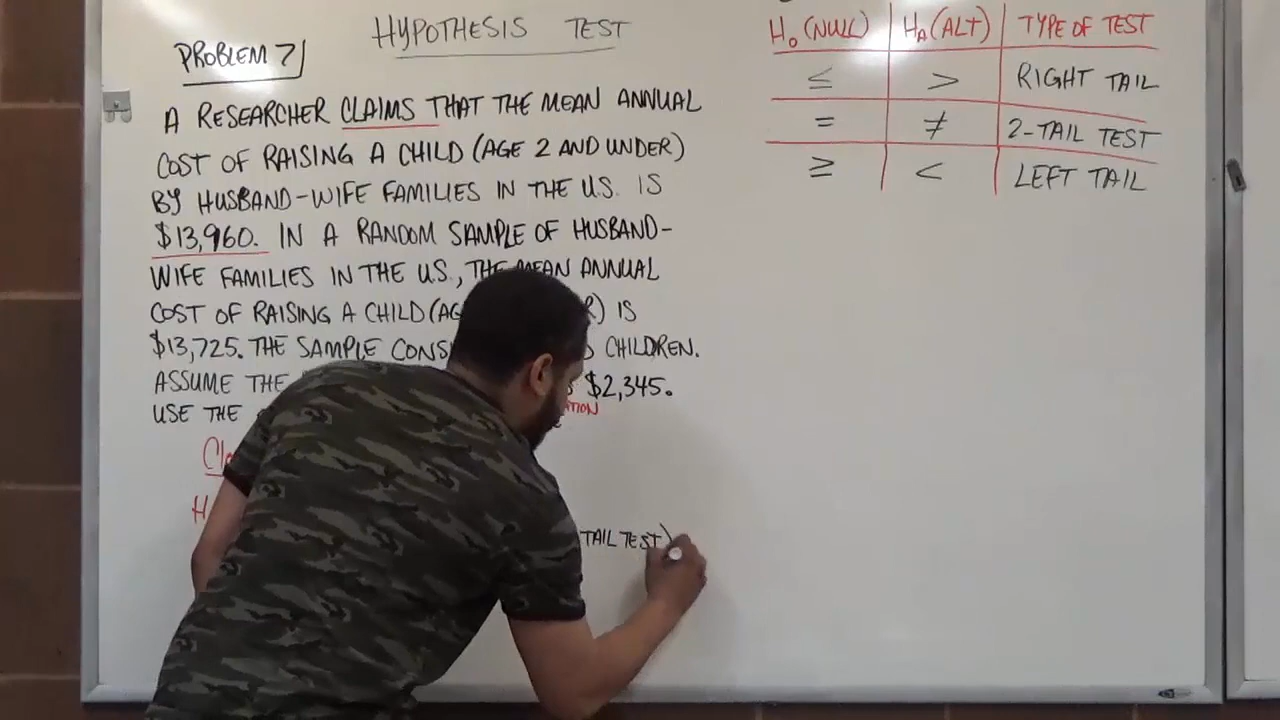 HYPOTHESIS TEST
PROBLEM 7
A RESEARCHER CLAIMS THAT THE MEAN ANNUAL
COST OF RAISING A CHILD (AGE 2 AND UNDER)
BY HUSBAND-WIFE FAMILIES IN THE U.S. IS
$13,960. IN A RANDOM SAMPLE OF HUSBAND-
WIFE FAMILIES IN THE U.S., THE MEAN ANNUAL
COST OF RAISING A CHILD (AG R) IS
$13,725. THE SAMPLE CONS CHILDREN.
ASSUME THE $2,345.
USE THE ATION
Cl
H
TAIL TEST)
H₀ (NULL) Hₐ (ALT) TYPE OF TEST
≤ > RIGHT TAIL
= ≠ 2-TAIL TEST
≥ < LEFT TAIL